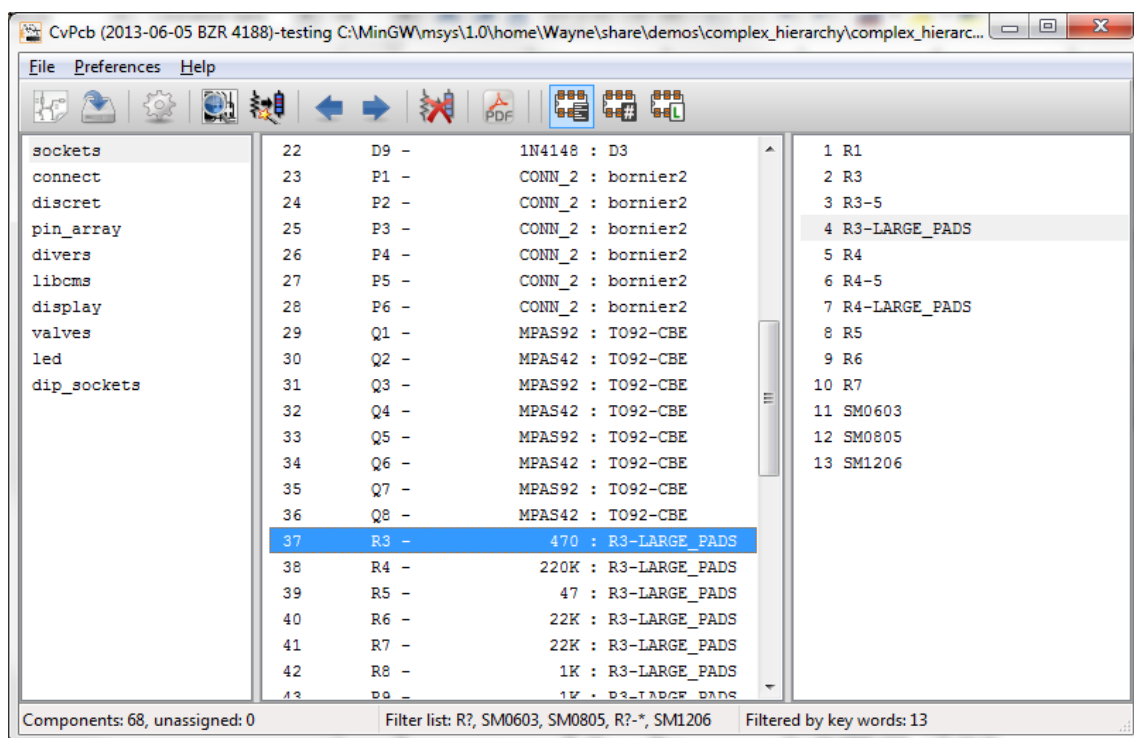 CvPcb (2013-06-05 BZR 4188)-testing C:\MinGW\msys\1.0\home\Wayne\share\demos\complex_hierarchy\complex_hierarc...
File Preferences Help
PDF # L
sockets
connect
discret
pin_array
divers
libcms
display
valves
led
dip_sockets
22 D9 - 1N4148 : D3
23 P1 - CONN_2 : bornier2
24 P2 - CONN_2 : bornier2
25 P3 - CONN_2 : bornier2
26 P4 - CONN_2 : bornier2
27 P5 - CONN_2 : bornier2
28 P6 - CONN_2 : bornier2
29 Q1 - MPAS92 : TO92-CBE
30 Q2 - MPAS42 : TO92-CBE
31 Q3 - MPAS92 : TO92-CBE
32 Q4 - MPAS42 : TO92-CBE
33 Q5 - MPAS92 : TO92-CBE
34 Q6 - MPAS42 : TO92-CBE
35 Q7 - MPAS92 : TO92-CBE
36 Q8 - MPAS42 : TO92-CBE
37 R3 - 470 : R3-LARGE_PADS
38 R4 - 220K : R3-LARGE_PADS
39 R5 - 47 : R3-LARGE_PADS
40 R6 - 22K : R3-LARGE_PADS
41 R7 - 22K : R3-LARGE_PADS
42 R8 - 1K : R3-LARGE_PADS
43 R9 - 1K : R3-LARGE_PADS
1 R1
2 R3
3 R3-5
4 R3-LARGE_PADS
5 R4
6 R4-5
7 R4-LARGE_PADS
8 R5
9 R6
10 R7
11 SM0603
12 SM0805
13 SM1206
Components: 68, unassigned: 0
Filter list: R?, SM0603, SM0805, R?-*, SM1206
Filtered by key words: 13